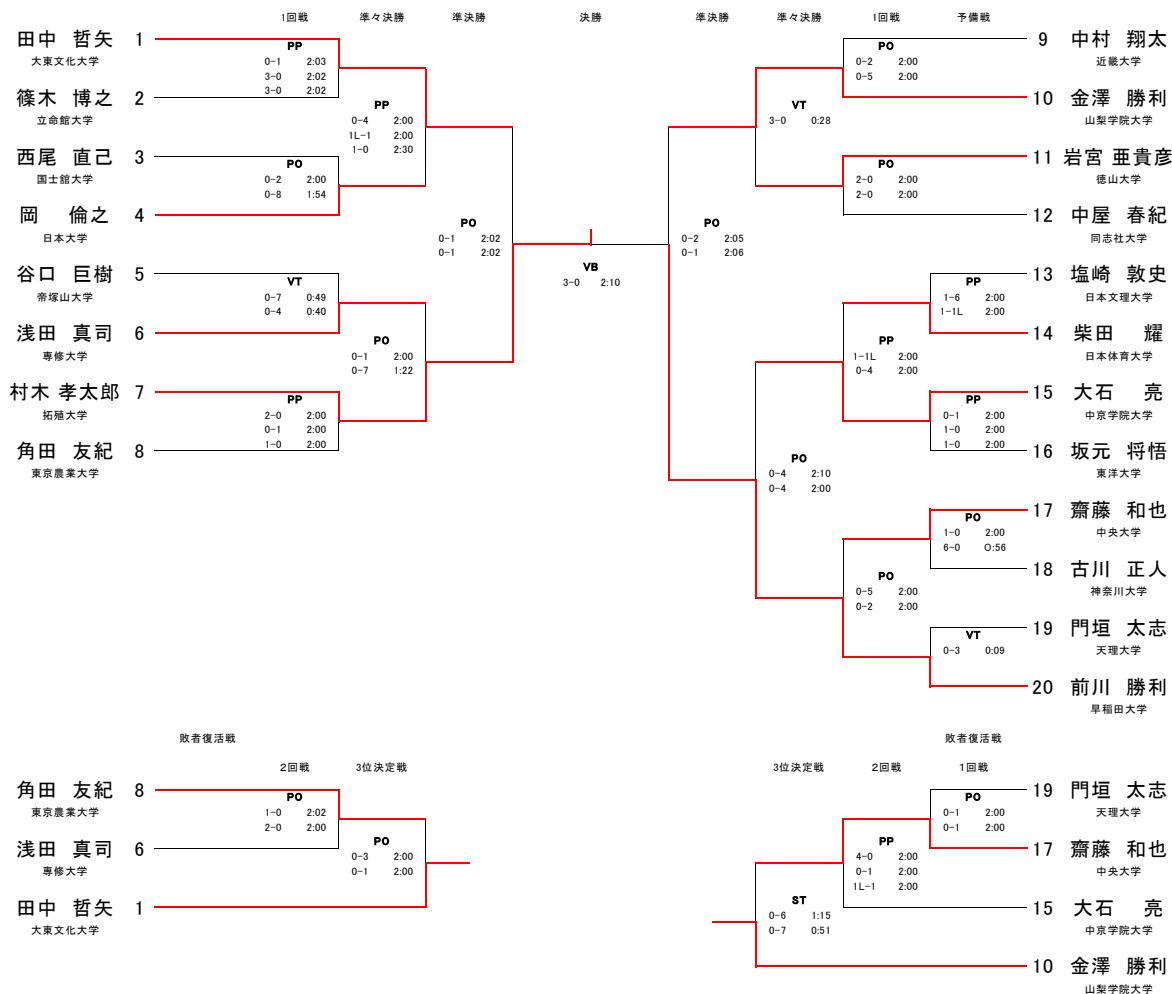 1回戦 準々決勝 準決勝 決勝 準決勝 準々決勝 1回戦 予備戦
田中 哲矢 1
大東文化大学
PP
0-1 2:03
3-0 2:02
3-0 2:02
篠木 博之 2
立命館大学
PP
0-4 2:00
1L-1 2:00
1-0 2:30
西尾 直己 3
国士館大学
PO
0-2 2:00
0-8 1:54
岡 倫之 4
日本大学
PO
0-1 2:02
0-1 2:02
谷口 巨樹 5
帝塚山大学
VT
0-7 0:49
0-4 0:40
浅田 真司 6
専修大学
PO
0-1 2:00
0-7 1:22
村木 孝太郎 7
拓殖大学
PP
2-0 2:00
0-1 2:00
1-0 2:00
角田 友紀 8
東京農業大学
VB
3-0 2:10
9 中村 翔太
近畿大学
PO
0-2 2:00
0-5 2:00
10 金澤 勝利
山梨学院大学
VT
3-0 0:28
11 岩宮 亜貴彦
徳山大学
PO
2-0 2:00
2-0 2:00
12 中屋 春紀
同志社大学
PO
0-2 2:05
0-1 2:06
13 塩崎 敦史
日本文理大学
PP
1-6 2:00
1-1L 2:00
14 柴田 耀
日本体育大学
PP
1-1L 2:00
0-4 2:00
15 大石 亮
中京学院大学
PP
0-1 2:00
1-0 2:00
1-0 2:00
16 坂元 将悟
東洋大学
PO
0-4 2:10
0-4 2:00
17 齋藤 和也
中央大学
PO
1-0 2:00
6-0 O:56
18 古川 正人
神奈川大学
PO
0-5 2:00
0-2 2:00
19 門垣 太志
天理大学
VT
0-3 0:09
20 前川 勝利
早稲田大学
敗者復活戦 敗者復活戦
2回戦 3位決定戦 3位決定戦 2回戦 1回戦
角田 友紀 8
東京農業大学
PO
1-0 2:02
2-0 2:00
浅田 真司 6
専修大学
PO
0-3 2:00
0-1 2:00
田中 哲矢 1
大東文化大学
19 門垣 太志
天理大学
PO
0-1 2:00
0-1 2:00
17 齋藤 和也
中央大学
PP
4-0 2:00
0-1 2:00
1L-1 2:00
15 大石 亮
中京学院大学
ST
0-6 1:15
0-7 0:51
10 金澤 勝利
山梨学院大学